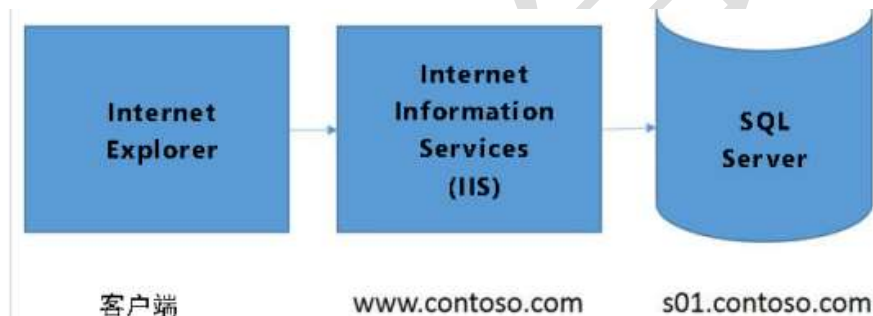 Internet
Explorer
Internet
Information
Services
(IIS)
SQL
Server
客户端
www.contoso.com
s01.contoso.com